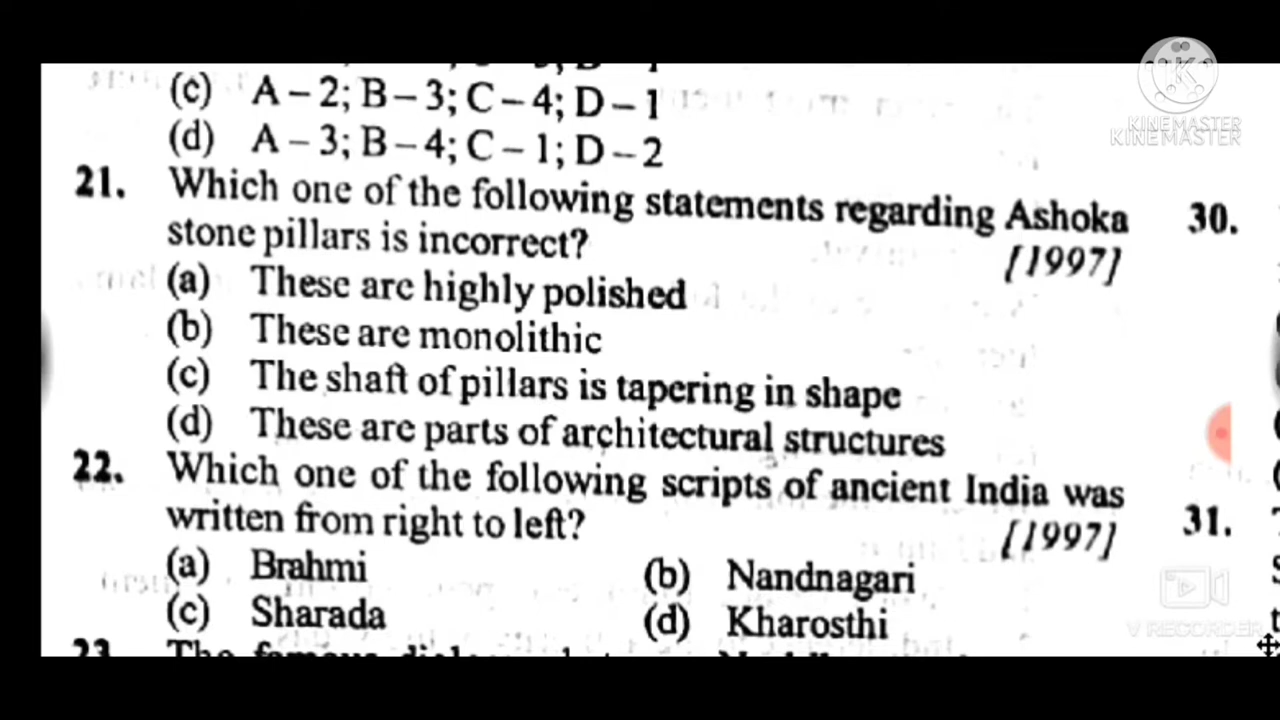 (c) A – 2; B – 3; C – 4; D – 1
(d) A – 3; B – 4; C – 1; D – 2
21. Which one of the following statements regarding Ashoka
stone pillars is incorrect? [1997]
(a) These are highly polished
(b) These are monolithic
(c) The shaft of pillars is tapering in shape
(d) These are parts of architectural structures
22. Which one of the following scripts of ancient India was
written from right to left? [1997]
(a) Brahmi (b) Nandnagari
(c) Sharada (d) Kharosthi
23
30.
31.
KINEMASTER
KINEMASTER
V RECORDER